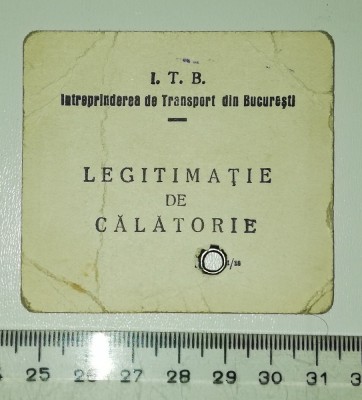 I. T. B.
Intreprinderea de Transport din Bucureşti
LEGITIMAŢIE
DE
CĂLĂTORIE
25 26 27 28 29 30 31